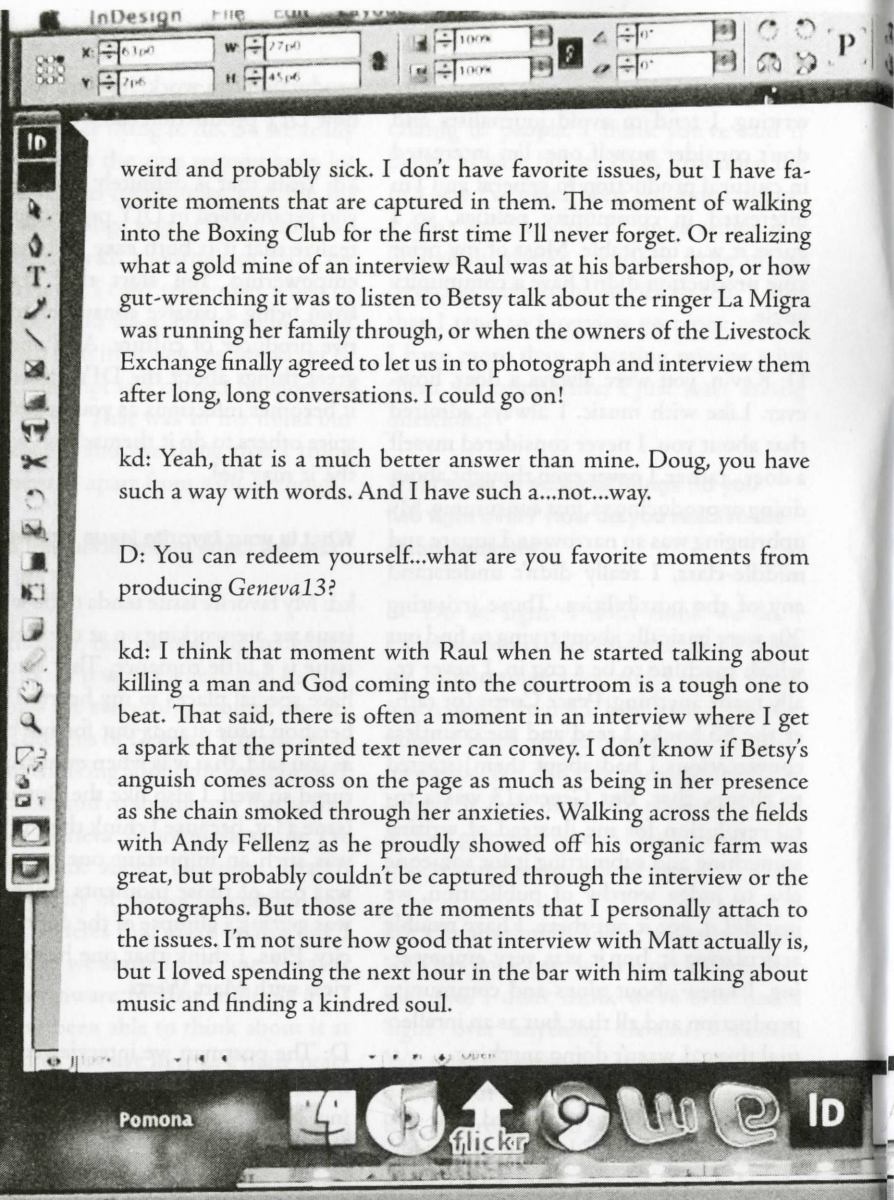 InDesign File Edit Layout
X: 63p0 W: 27p0 100% 0°
Y: 7p6 H: 45p6 100% 0°
P
ID
T
weird and probably sick. I don't have favorite issues, but I have fa-
vorite moments that are captured in them. The moment of walking
into the Boxing Club for the first time I'll never forget. Or realizing
what a gold mine of an interview Raul was at his barbershop, or how
gut-wrenching it was to listen to Betsy talk about the ringer La Migra
was running her family through, or when the owners of the Livestock
Exchange finally agreed to let us in to photograph and interview them
after long, long conversations. I could go on!
kd: Yeah, that is a much better answer than mine. Doug, you have
such a way with words. And I have such a...not...way.
D: You can redeem yourself...what are you favorite moments from
producing Geneva13?
kd: I think that moment with Raul when he started talking about
killing a man and God coming into the courtroom is a tough one to
beat. That said, there is often a moment in an interview where I get
a spark that the printed text never can convey. I don't know if Betsy's
anguish comes across on the page as much as being in her presence
as she chain smoked through her anxieties. Walking across the fields
with Andy Fellenz as he proudly showed off his organic farm was
great, but probably couldn't be captured through the interview or the
photographs. But those are the moments that I personally attach to
the issues. I'm not sure how good that interview with Matt actually is,
but I loved spending the next hour in the bar with him talking about
music and finding a kindred soul.
Pomona
flickr
ID